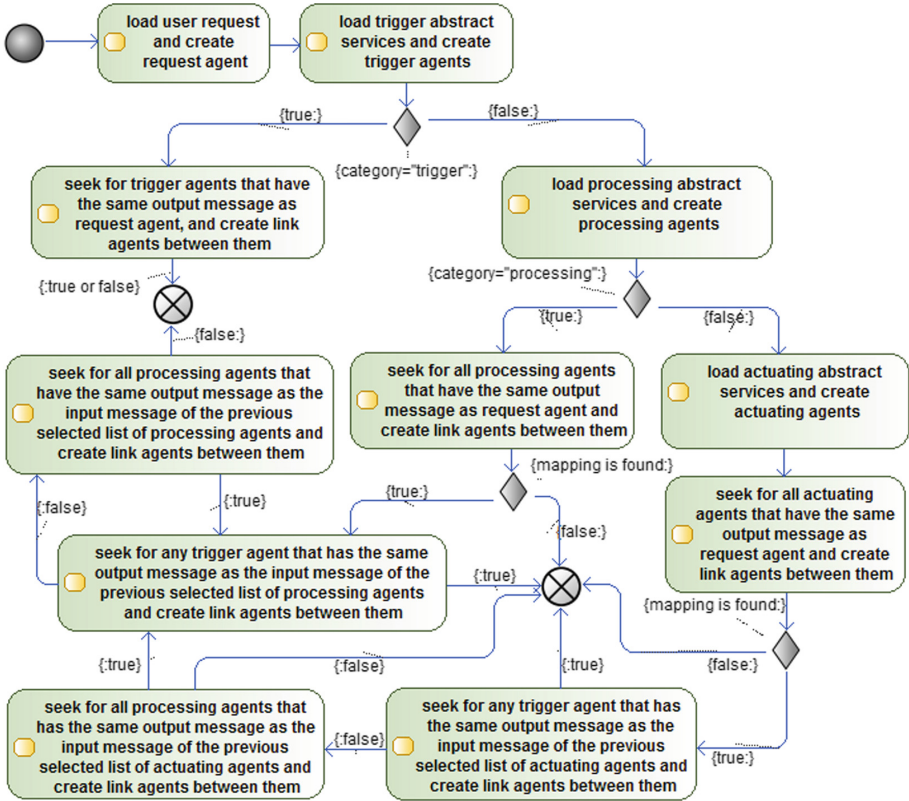 load user request
and create
request agent
load trigger abstract
services and create
trigger agents
{true:}
{false:}
{category="trigger":}
seek for trigger agents that have
the same output message as
request agent, and create link
agents between them
load processing abstract
services and create
processing agents
{:true or false}
{category="processing":}
{false:}
{true:}
{false:}
seek for all processing agents that
have the same output message as the
input message of the previous
selected list of processing agents and
create link agents between them
seek for all processing agents
that have the same output
message as request agent and
create link agents between them
load actuating abstract
services and create
actuating agents
{mapping is found:}
{:false}
{:true}
{true:}
{false:}
seek for all actuating
agents that have the same
output message as
request agent and create
link agents between them
seek for any trigger agent that has the same
output message as the input message of the
previous selected list of processing agents
and create link agents between them
{:true}
{mapping is found:}
{:true}
{:false}
{:true}
{false:}
seek for all processing agents that
has the same output message as the
input message of the previous
selected list of actuating agents and
create link agents between them
{:false}
seek for any trigger agent that has
the same output message as the
input message of the previous
selected list of actuating agents and
create link agents between them
{true:}